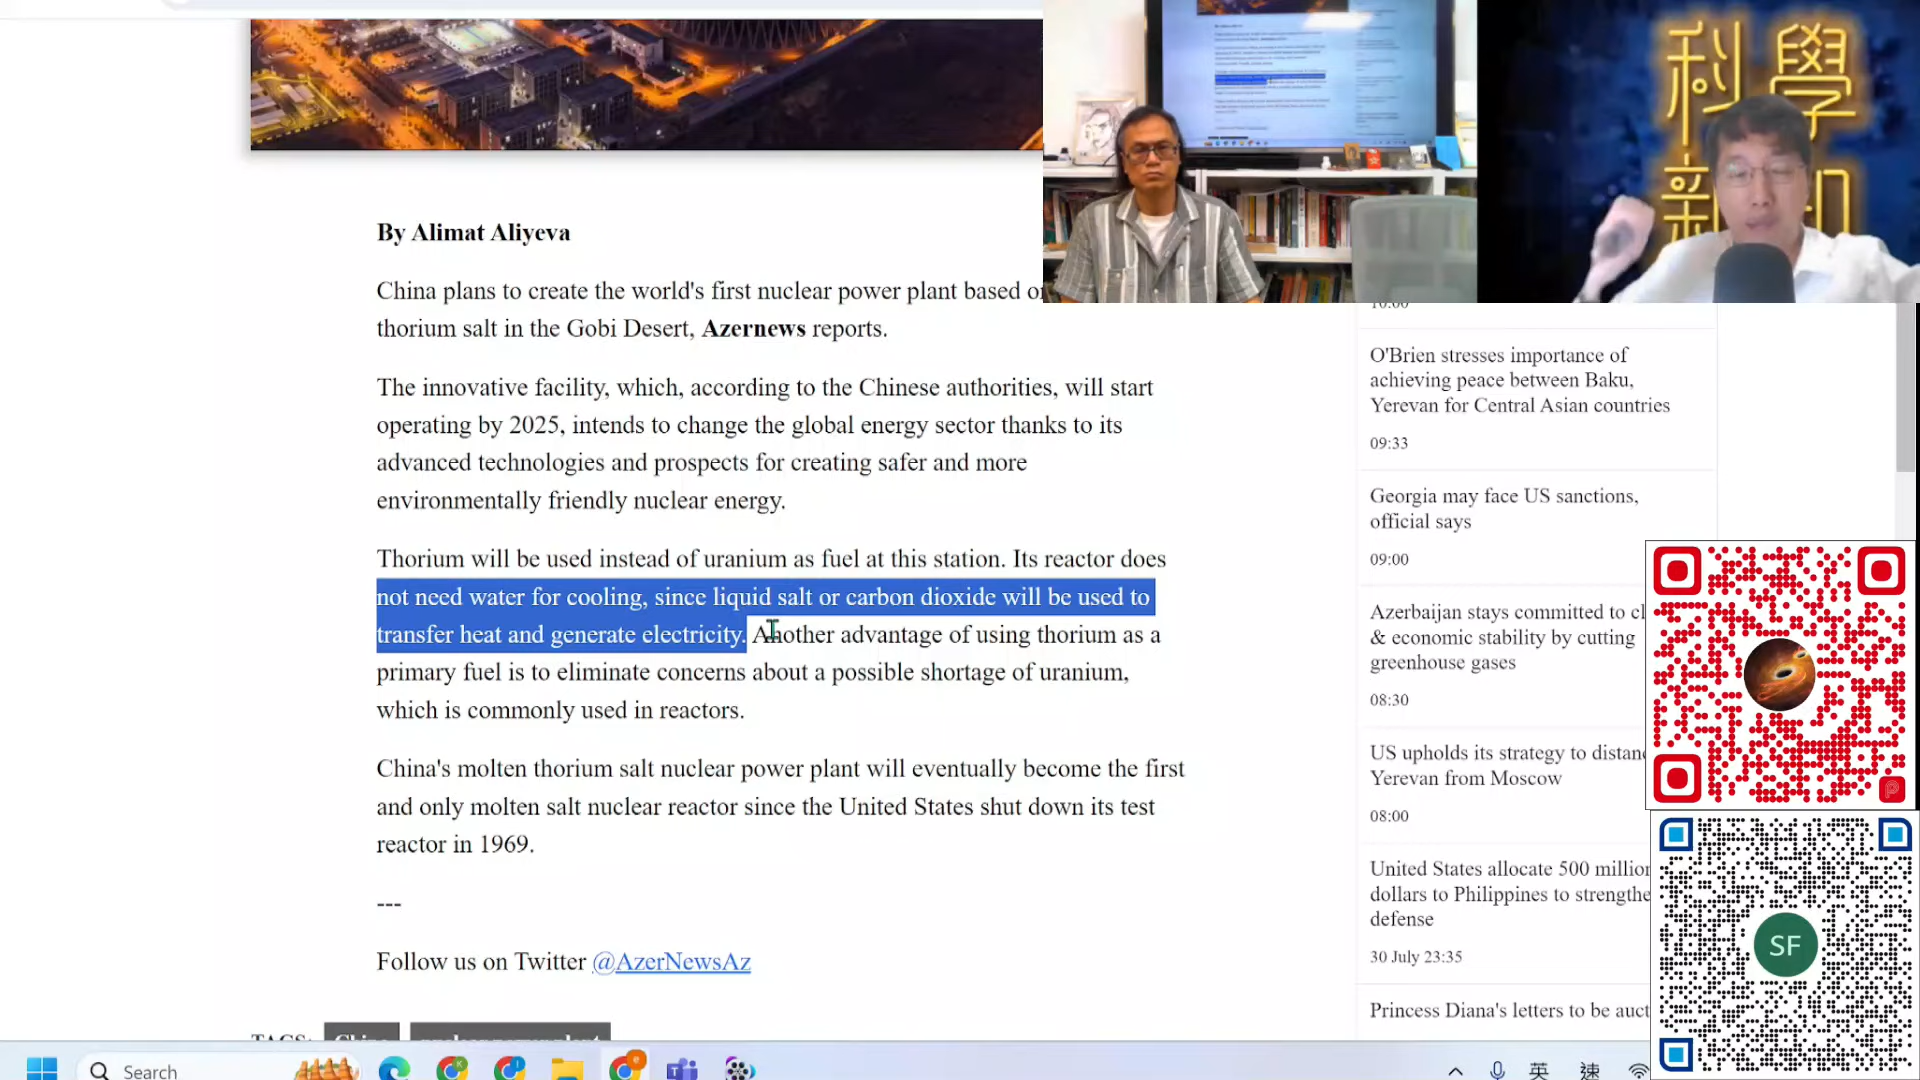 科學
新知
By Alimat Aliyeva
China plans to create the world's first nuclear power plant based
thorium salt in the Gobi Desert, Azernews reports.
The innovative facility, which, according to the Chinese authorities, will start
operating by 2025, intends to change the global energy sector thanks to its
advanced technologies and prospects for creating safer and more
environmentally friendly nuclear energy.
Thorium will be used instead of uranium as fuel at this station. Its reactor does
not need water for cooling, since liquid salt or carbon dioxide will be used to
transfer heat and generate electricity. Another advantage of using thorium as a
primary fuel is to eliminate concerns about a possible shortage of uranium,
which is commonly used in reactors.
China's molten thorium salt nuclear power plant will eventually become the first
and only molten salt nuclear reactor since the United States shut down its test
reactor in 1969.
---
Follow us on Twitter @AzerNewsAz
TAGS: China
10:00
O'Brien stresses importance of
achieving peace between Baku,
Yerevan for Central Asian countries
09:33
Georgia may face US sanctions,
official says
09:00
Azerbaijan stays committed to cl
& economic stability by cutting
greenhouse gases
08:30
US upholds its strategy to distanc
Yerevan from Moscow
08:00
United States allocate 500 million
dollars to Philippines to strengthe
defense
30 July 23:35
Princess Diana's letters to be auct
SF
Search
英
速